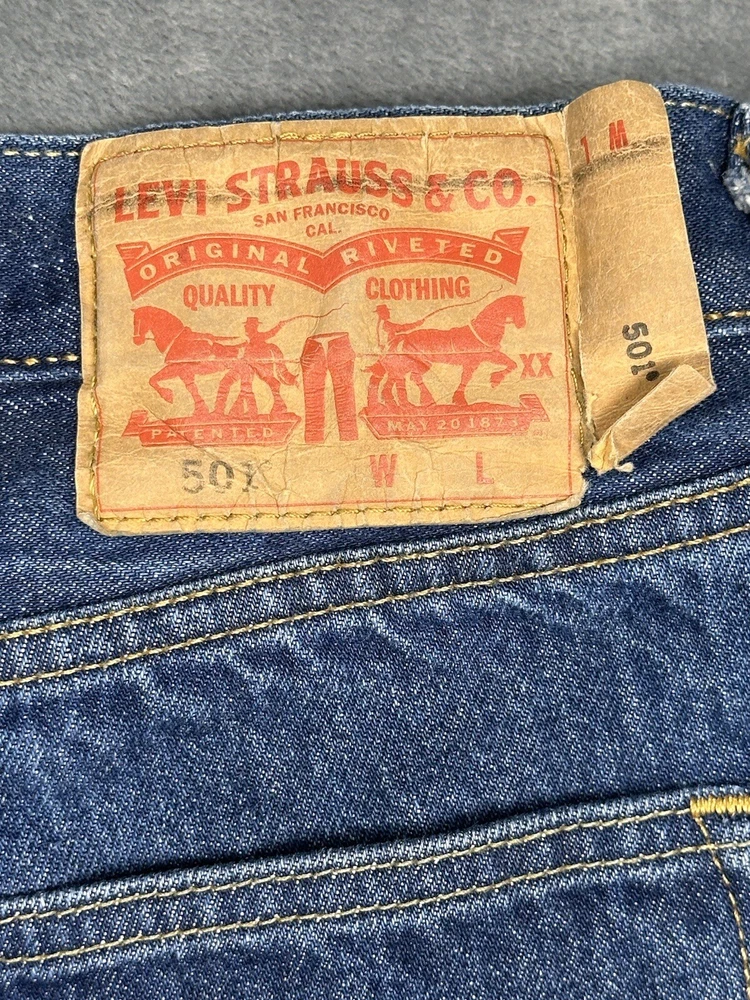 LEVI STRAUSS & CO.
SAN FRANCISCO
CAL.
ORIGINAL RIVETED
QUALITY CLOTHING
XX
PATENTED MAY 20 1873
501 W L
M
501